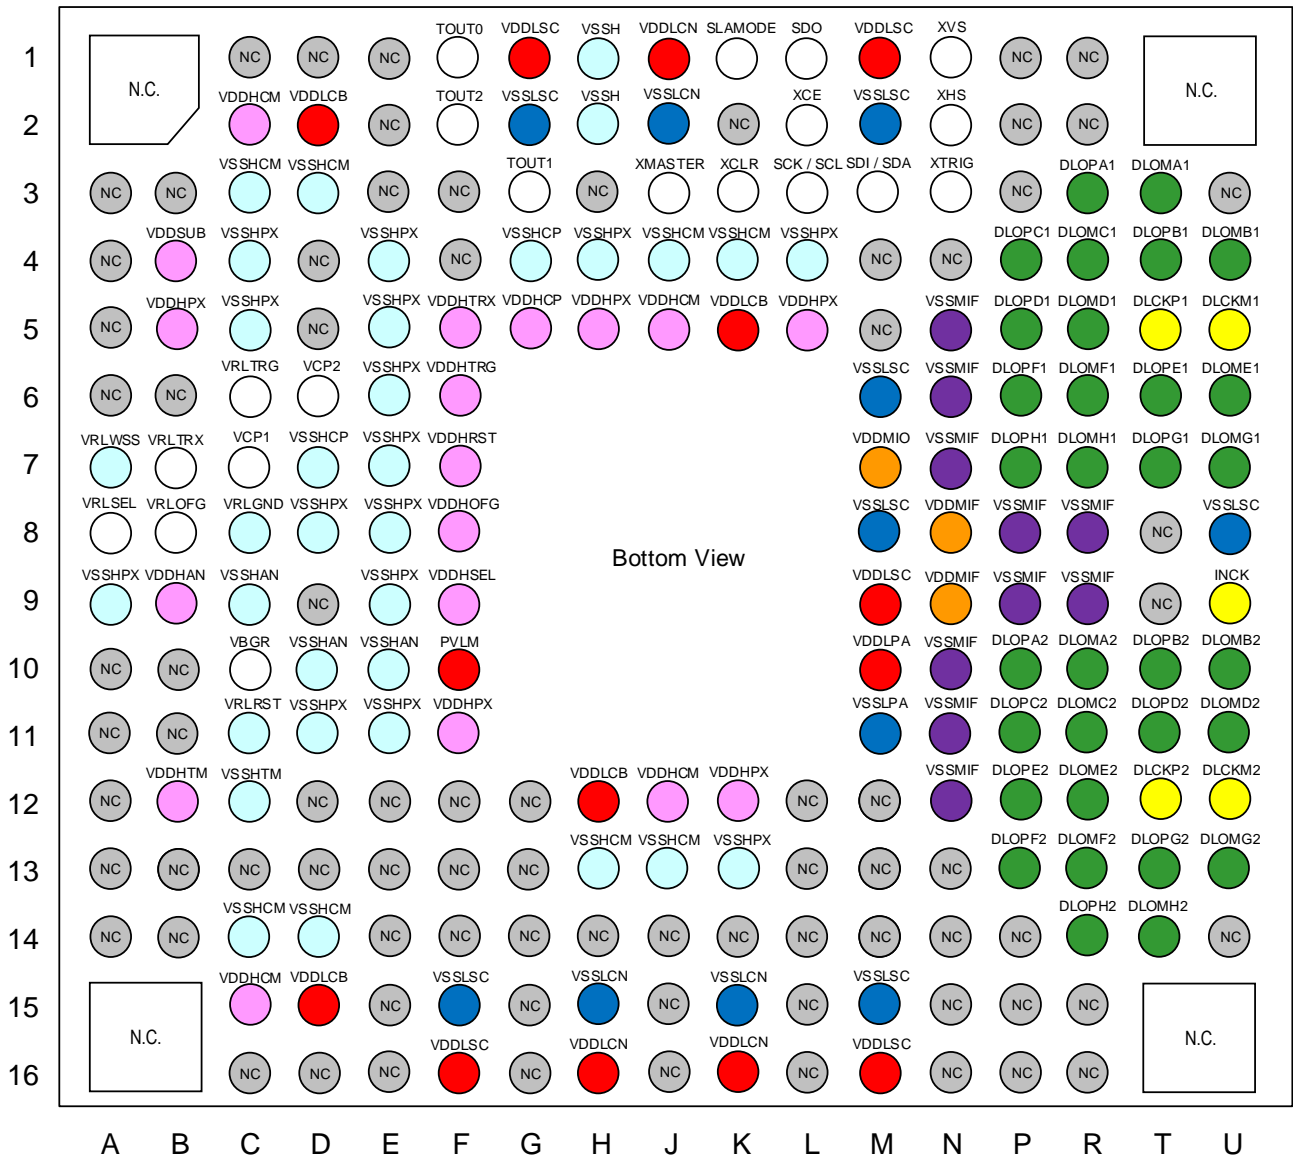 TOUT0 VDDLSC VSSH VDDLCN SLAMODE SDO VDDLSC XVS
1 N.C. NC NC NC NC NC N.C.
VDDHCM VDDLCB TOUT2 VSSLSC VSSH VSSLCN XCE VSSLSC XHS
2 NC NC NC NC
VSSHCM VSSHCM TOUT1 XMASTER XCLR SCK / SCL SDI / SDA XTRIG DLOPA1 DLOMA1
3 NC NC NC NC NC NC NC
VDDSUB VSSHPX VSSHPX VSSHCP VSSHPX VSSHCM VSSHCM VSSHPX DLOPC1 DLOMC1 DLOPB1 DLOMB1
4 NC NC NC NC NC
VDDHPX VSSHPX VSSHPX VDDHTRX VDDHCP VDDHPX VDDHCM VDDLCB VDDHPX VSSMIF DLOPD1 DLOMD1 DLCKP1 DLCKM1
5 NC NC NC
VRLTRG VCP2 VSSHPX VDDHTRG VSSLSC VSSMIF DLOPF1 DLOMF1 DLOPE1 DLOME1
6 NC NC
VRLWSS VRLTRX VCP1 VSSHCP VSSHPX VDDHRST VDDMIO VSSMIF DLOPH1 DLOMH1 DLOPG1 DLOMG1
7
VRLSEL VRLOFG VRLGND VSSHPX VSSHPX VDDHOFG VSSLSC VDDMIF VSSMIF VSSMIF VSSLSC
8 NC
Bottom View
VSSHPX VDDHAN VSSHAN VSSHPX VDDHSEL VDDLSC VDDMIF VSSMIF VSSMIF INCK
9 NC NC
VBGR VSSHAN VSSHAN PVLM VDDLPA VSSMIF DLOPA2 DLOMA2 DLOPB2 DLOMB2
10 NC NC
VRLRST VSSHPX VSSHPX VDDHPX VSSLPA VSSMIF DLOPC2 DLOMC2 DLOPD2 DLOMD2
11 NC NC
VDDHTM VSSHTM VDDLCB VDDHCM VDDHPX VSSMIF DLOPE2 DLOME2 DLCKP2 DLCKM2
12 NC NC NC NC NC NC NC
VSSHCM VSSHCM VSSHPX DLOPF2 DLOMF2 DLOPG2 DLOMG2
13 NC NC NC NC NC NC NC NC NC NC
VSSHCM VSSHCM DLOPH2 DLOMH2
14 NC NC NC NC NC NC NC NC NC NC NC NC NC
VDDHCM VDDLCB VSSLSC VSSLCN VSSLCN VSSLSC
15 NC NC NC NC NC NC NC
N.C. N.C.
VDDLSC VDDLCN VDDLCN VDDLSC
16 NC NC NC NC NC NC NC NC NC
A B C D E F G H J K L M N P R T U